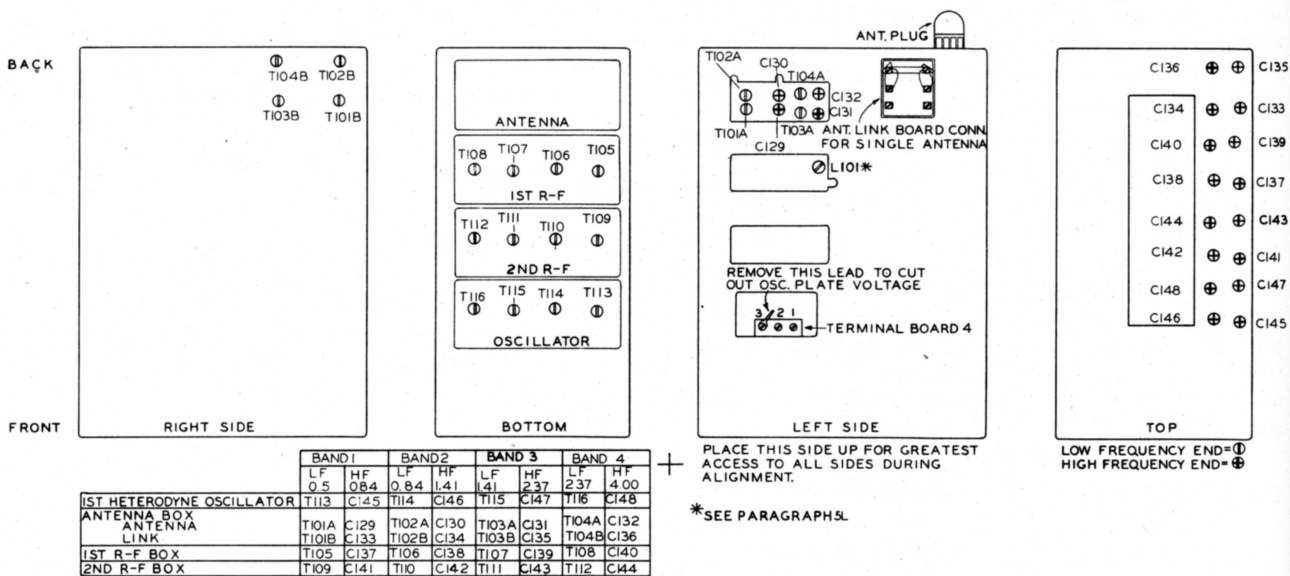 BACK
FRONT
T104B T102B
T103B T101B
RIGHT SIDE
ANTENNA
T108 T107 T106 T105
1ST R-F
T112 T111 T110 T109
2ND R-F
T116 T115 T114 T113
OSCILLATOR
BOTTOM
ANT. PLUG
T102A C130 T104A
C132
C131
T101A C129 T103A
ANT. LINK BOARD CONN.
FOR SINGLE ANTENNA
L101*
REMOVE THIS LEAD TO CUT
OUT OSC. PLATE VOLTAGE
3 2 1
TERMINAL BOARD 4
LEFT SIDE
PLACE THIS SIDE UP FOR GREATEST
ACCESS TO ALL SIDES DURING
ALIGNMENT.
*SEE PARAGRAPH 5L
C136 C135
C134 C133
C140 C139
C138 C137
C144 C143
C142 C141
C148 C147
C146 C145
TOP
LOW FREQUENCY END=
HIGH FREQUENCY END=
BAND 1 BAND 2 BAND 3 BAND 4
LF HF LF HF LF HF LF HF
0.5 0.84 0.84 1.41 1.41 2.37 2.37 4.00
1ST HETERODYNE OSCILLATOR T113 C145 T114 C146 T115 C147 T116 C148
ANTENNA BOX
ANTENNA T101A C129 T102A C130 T103A C131 T104A C132
LINK T101B C133 T102B C134 T103B C135 T104B C136
1ST R-F BOX T105 C137 T106 C138 T107 C139 T108 C140
2ND R-F BOX T109 C141 T110 C142 T111 C143 T112 C144